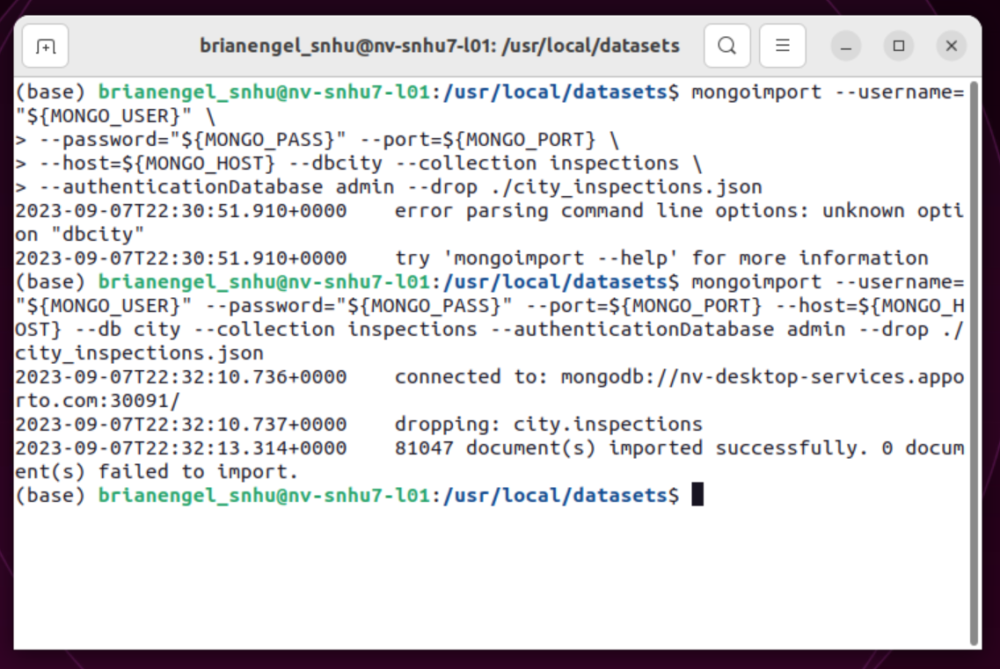 brianengel_snhu@nv-snhu7-l01: /usr/local/datasets
(base) brianengel_snhu@nv-snhu7-l01:/usr/local/datasets$ mongoimport --username=
"${MONGO_USER}" \
> --password="${MONGO_PASS}" --port=${MONGO_PORT} \
> --host=${MONGO_HOST} --dbcity --collection inspections \
> --authenticationDatabase admin --drop ./city_inspections.json
2023-09-07T22:30:51.910+0000    error parsing command line options: unknown opti
on "dbcity"
2023-09-07T22:30:51.910+0000    try 'mongoimport --help' for more information
(base) brianengel_snhu@nv-snhu7-l01:/usr/local/datasets$ mongoimport --username=
"${MONGO_USER}" --password="${MONGO_PASS}" --port=${MONGO_PORT} --host=${MONGO_H
OST} --db city --collection inspections --authenticationDatabase admin --drop ./
city_inspections.json
2023-09-07T22:32:10.736+0000    connected to: mongodb://nv-desktop-services.appo
rto.com:30091/
2023-09-07T22:32:10.737+0000    dropping: city.inspections
2023-09-07T22:32:13.314+0000    81047 document(s) imported successfully. 0 docum
ent(s) failed to import.
(base) brianengel_snhu@nv-snhu7-l01:/usr/local/datasets$